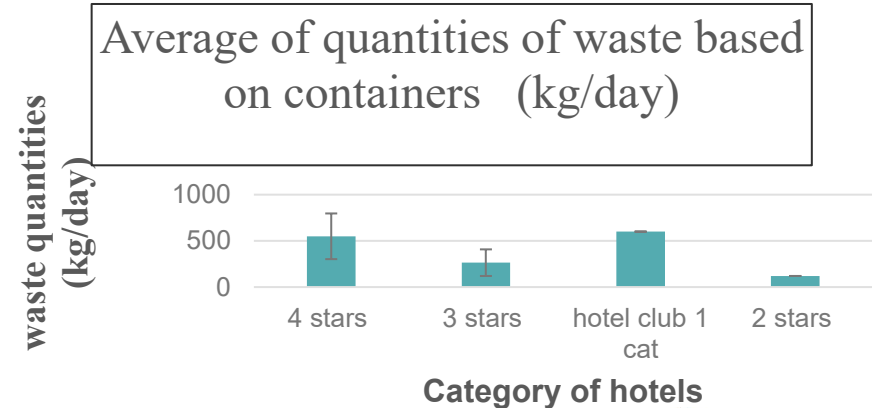 Average of quantities of waste based
on containers (kg/day)
waste quantities
(kg/day)
1000
500
0
4 stars
3 stars
hotel club 1
cat
2 stars
Category of hotels